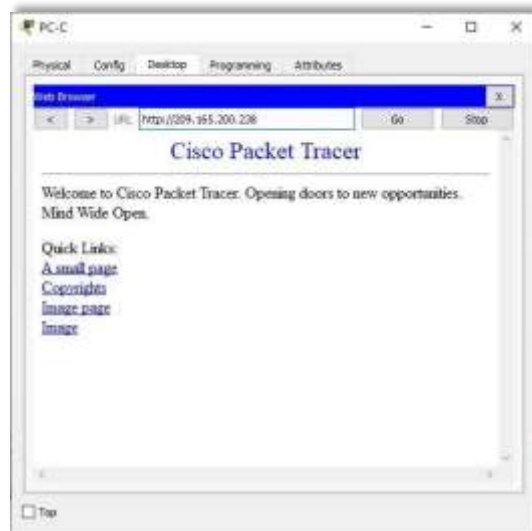 PC-C
Physical Config Desktop Programming Attributes
Web Browser X
< > URL http://209.165.200.238 Go Stop
Cisco Packet Tracer
Welcome to Cisco Packet Tracer. Opening doors to new opportunities.
Mind Wide Open.
Quick Links:
A small page
Copyrights
Image page
Image
Top